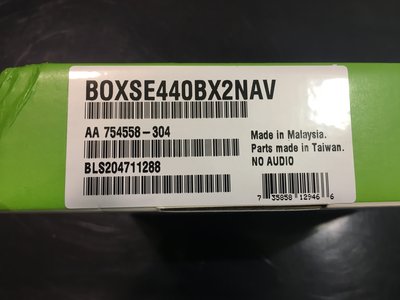 BOXSE440BX2NAV
AA 754558-304
BLS204711288
Made in Malaysia.
Parts made in Taiwan.
NO AUDIO
7 35858 12946 6